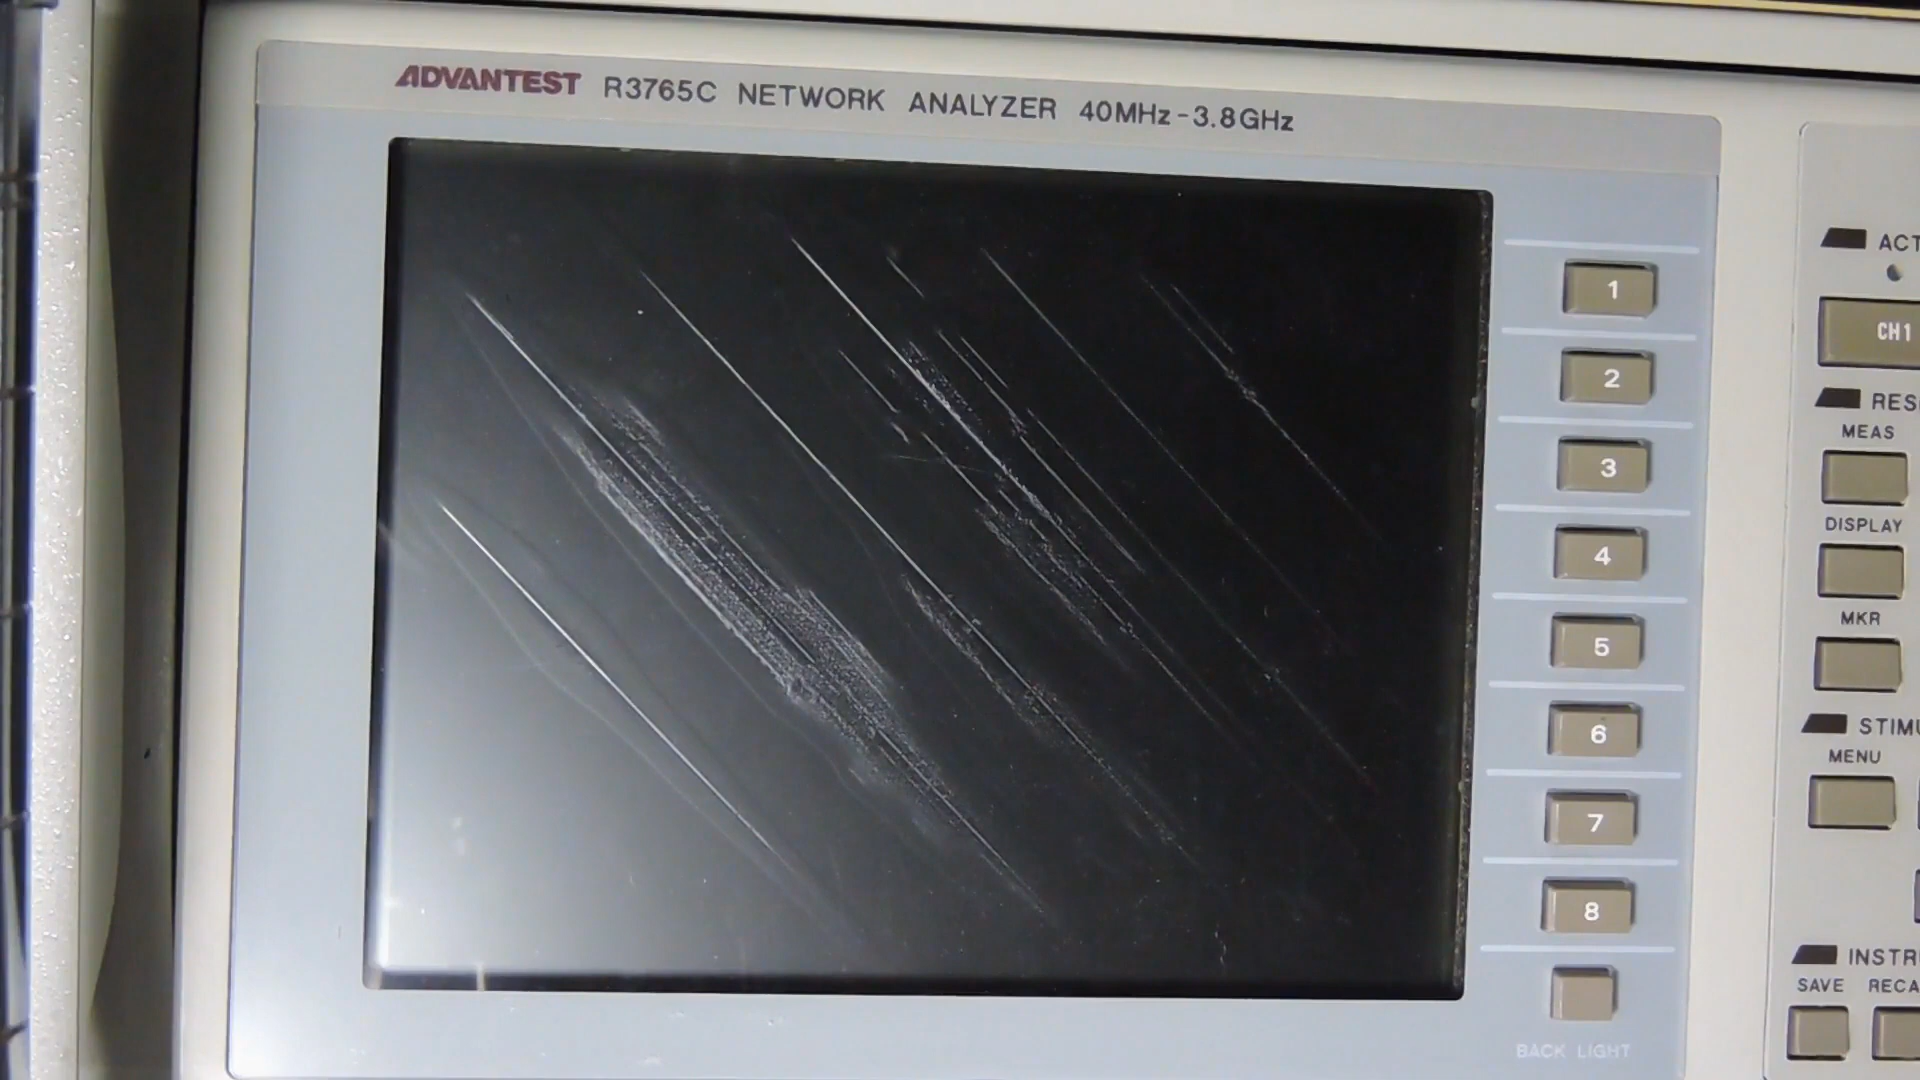 ADVANTEST R3765C NETWORK ANALYZER 40MHz-3.8GHz
1
2
3
4
5
6
7
8
BACK LIGHT
CH1
MEAS
DISPLAY
MKR
MENU
SAVE